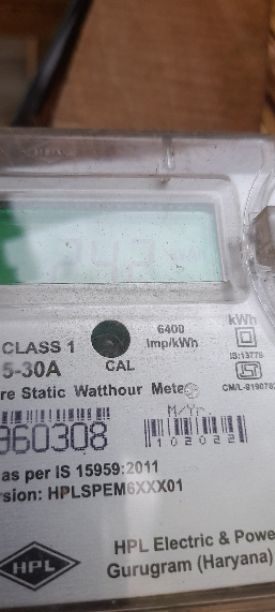 CLASS 1
5-30A
CAL
6400
Imp/kWh
kWh
IS:13779
re Static Watthour Mete
960308
M/Yr.
102022
as per IS 15959:2011
rsion: HPLSPEM6XXX01
HPL
HPL Electric & Powe
Gurugram (Haryana)